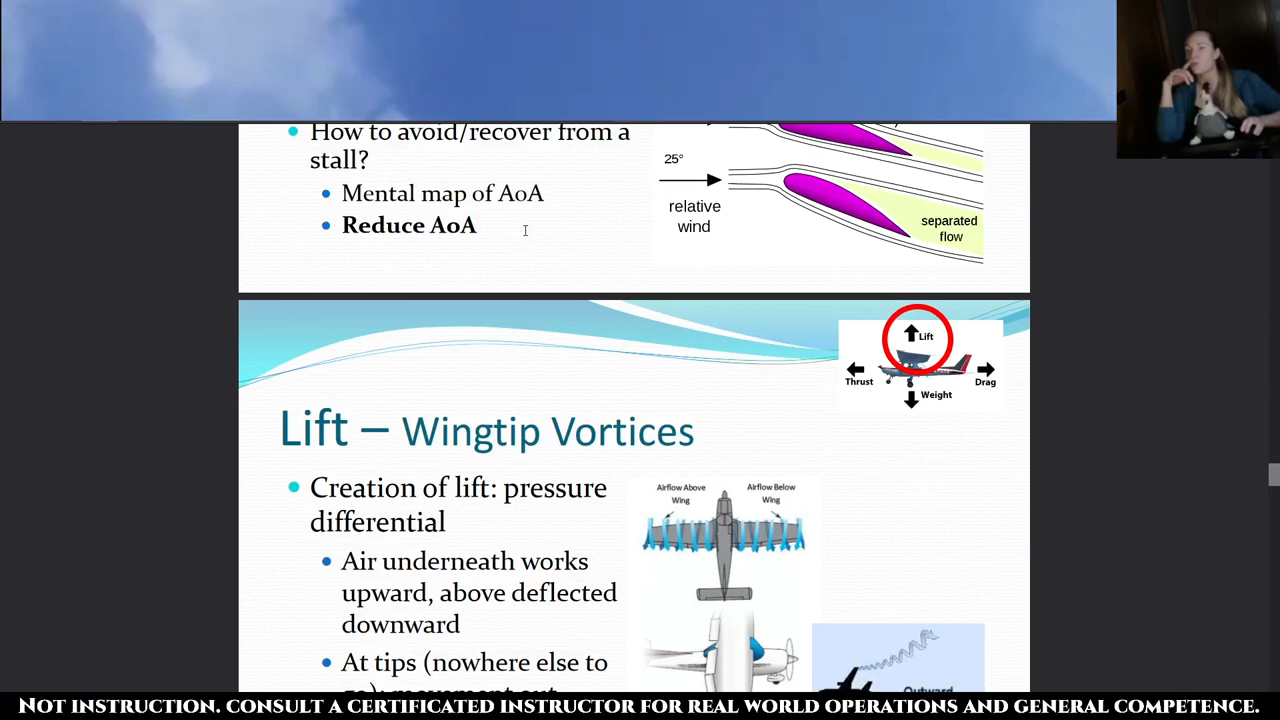 How to avoid/recover from a
stall?
Mental map of AoA
Reduce AoA
25°
relative
wind
separated
flow
Lift
Thrust
Drag
Weight
Lift – Wingtip Vortices
Creation of lift: pressure
differential
Air underneath works
upward, above deflected
downward
At tips (nowhere else to
Airflow Above
Wing
Airflow Below
Wing
Outward
NOT INSTRUCTION. CONSULT A CERTIFICATED INSTRUCTOR FOR REAL WORLD OPERATIONS AND GENERAL COMPETENCE.